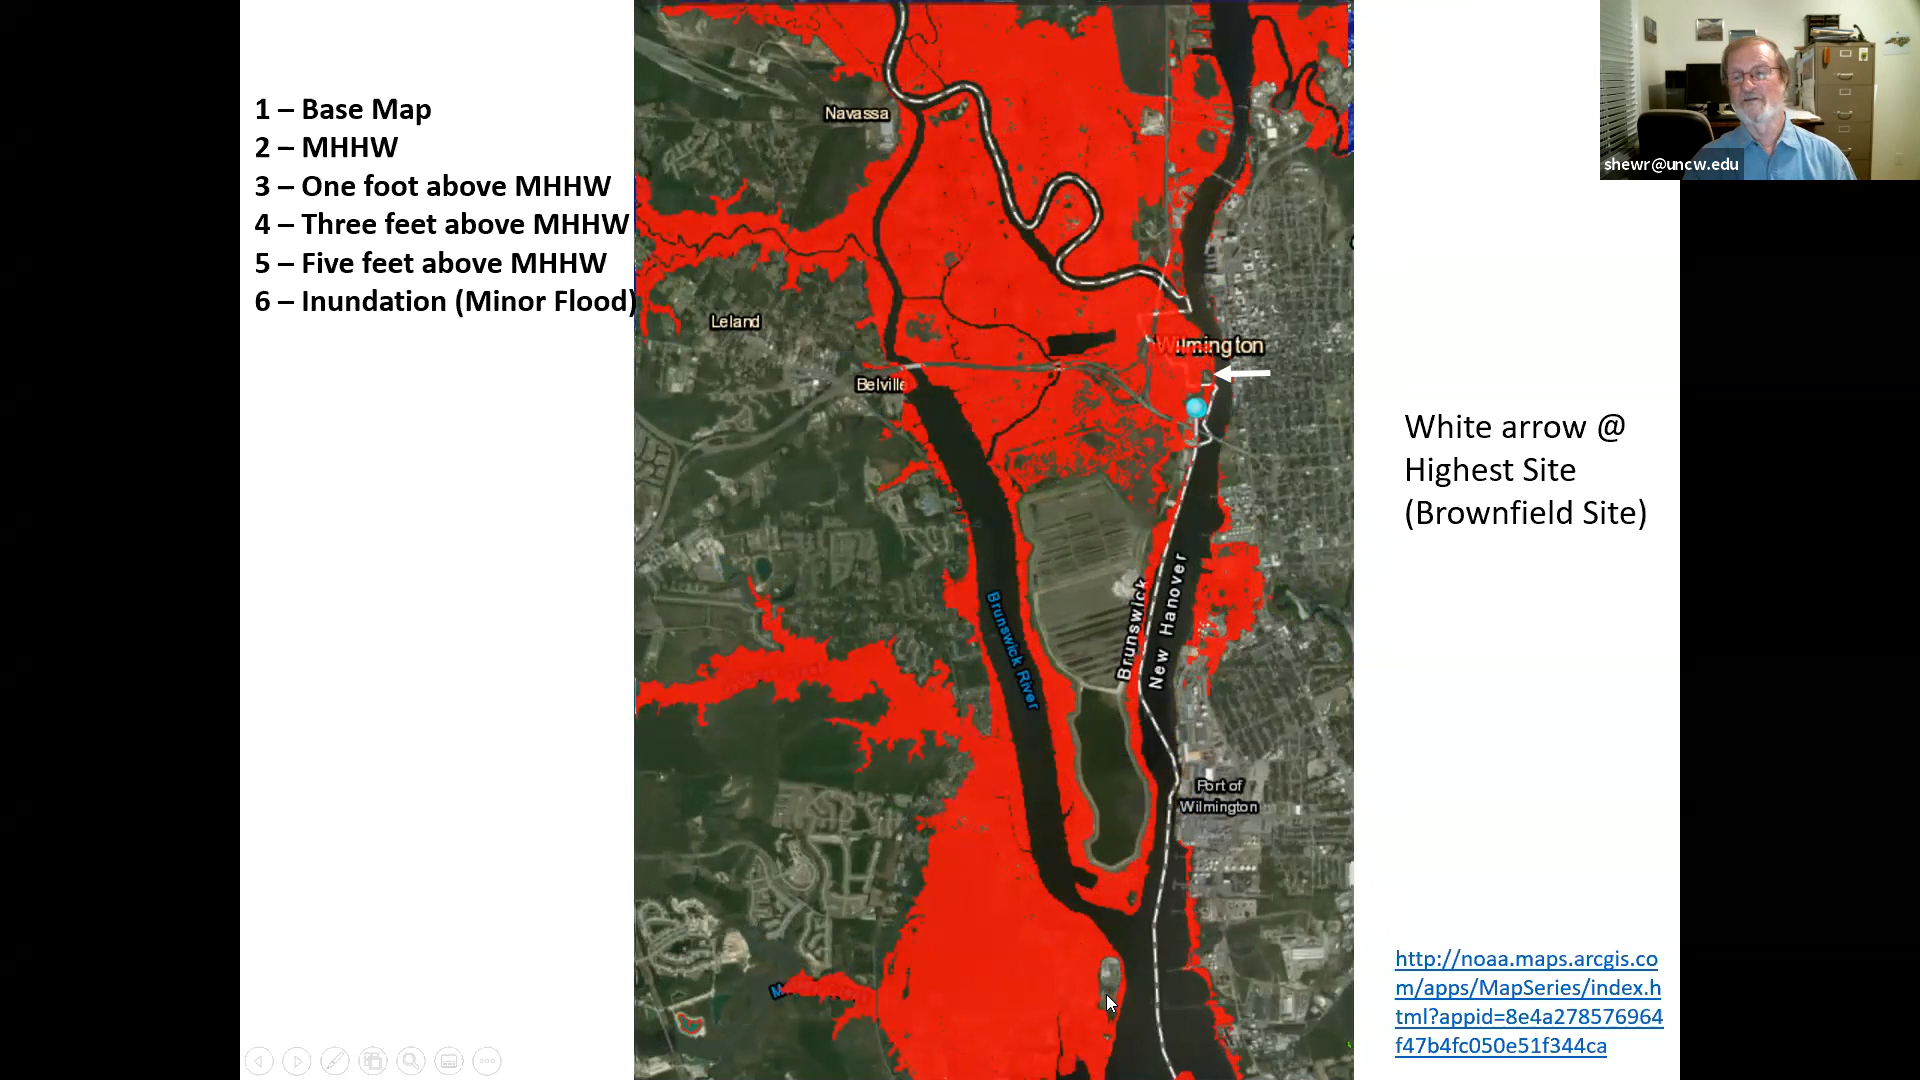 1 – Base Map
2 – MHHW
3 – One foot above MHHW
4 – Three feet above MHHW
5 – Five feet above MHHW
6 – Inundation (Minor Flood)
Navassa
Leland
Belville
Wilmington
Brunswick River
Brunswick
New Hanover
Port of
Wilmington
shewr@uncw.edu
White arrow @
Highest Site
(Brownfield Site)
http://noaa.maps.arcgis.co
m/apps/MapSeries/index.h
tml?appid=8e4a278576964
f47b4fc050e51f344ca